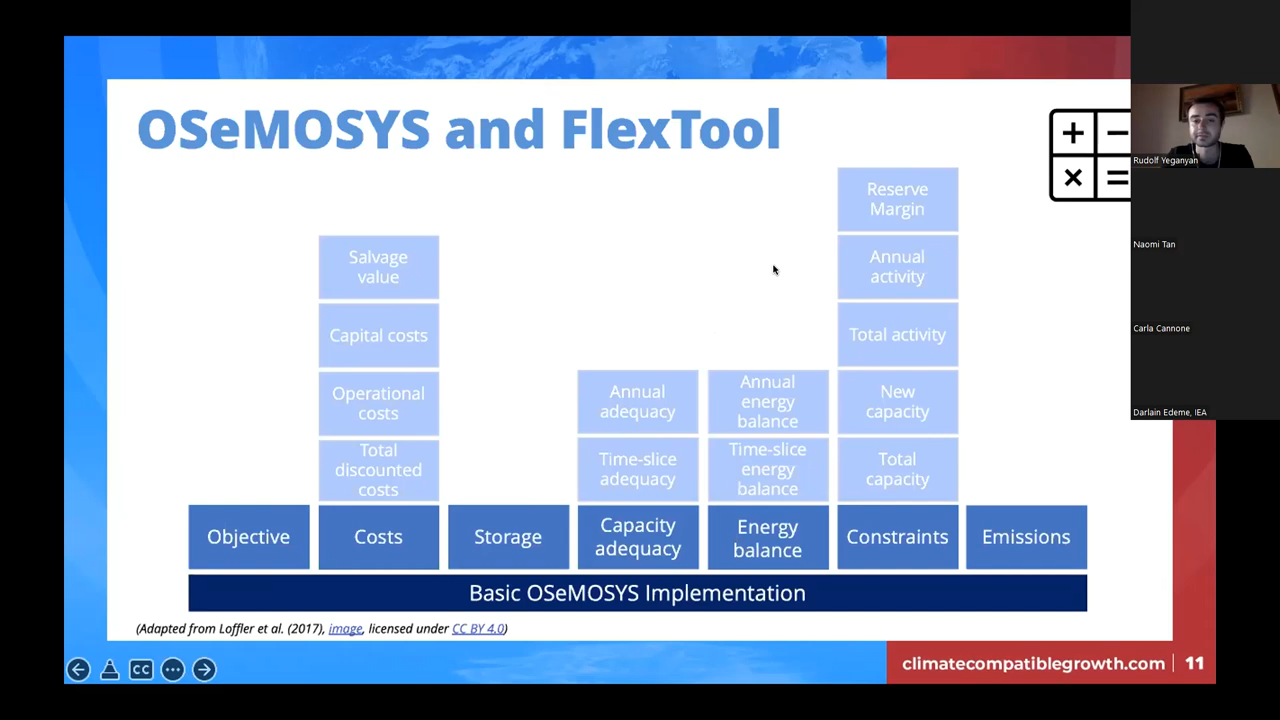 OSeMOSYS and FlexTool
Reserve
Margin
Salvage
value
Annual
activity
Capital costs
Total activity
Operational
costs
Annual
adequacy
Annual
energy
balance
New
capacity
Total
discounted
costs
Time-slice
adequacy
Time-slice
energy
balance
Total
capacity
Objective
Costs
Storage
Capacity
adequacy
Energy
balance
Constraints
Emissions
Basic OSeMOSYS Implementation
(Adapted from Loffler et al. (2017), image, licensed under CC BY 4.0)
CC
climatecompatiblegrowth.com | 11
Rudolf Yeganyan
Naomi Tan
Carla Cannone
Darlain Edeme, IEA